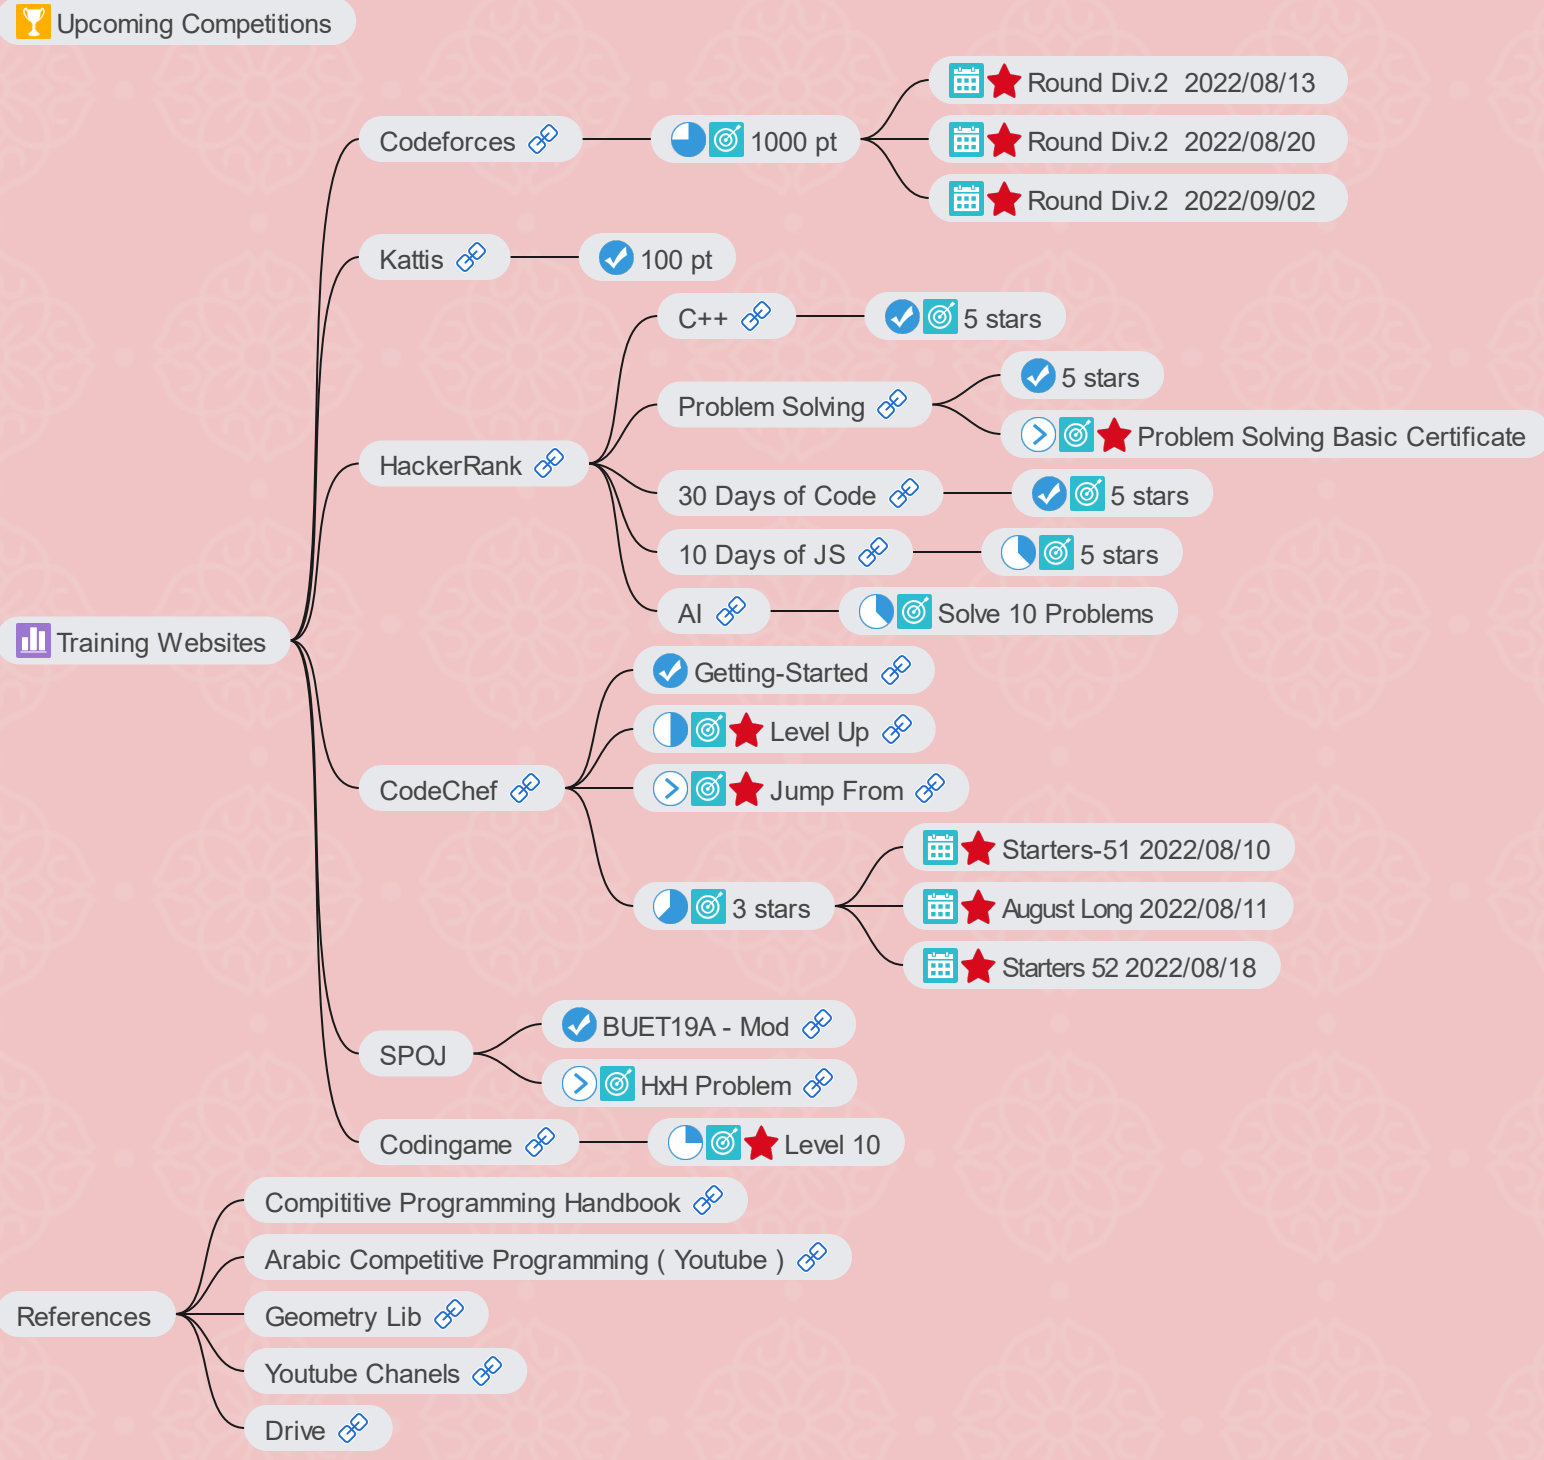 Upcoming Competitions
Training Websites
Codeforces
1000 pt
Round Div.2 2022/08/13
Round Div.2 2022/08/20
Round Div.2 2022/09/02
Kattis
100 pt
HackerRank
C++
5 stars
Problem Solving
5 stars
Problem Solving Basic Certificate
30 Days of Code
5 stars
10 Days of JS
5 stars
AI
Solve 10 Problems
CodeChef
Getting-Started
Level Up
Jump From
3 stars
Starters-51 2022/08/10
August Long 2022/08/11
Starters 52 2022/08/18
SPOJ
BUET19A - Mod
HxH Problem
Codingame
Level 10
References
Compititive Programming Handbook
Arabic Competitive Programming ( Youtube )
Geometry Lib
Youtube Chanels
Drive